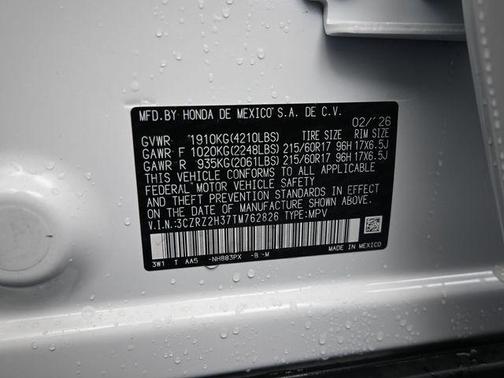 MFD.BY HONDA DE MEXICO S.A. DE C.V.
02/'26
GVWR 1910KG(4210LBS) TIRE SIZE RIM SIZE
GAWR F 1020KG(2248LBS) 215/60R17 96H 17X6.5J
GAWR R 935KG(2061LBS) 215/60R17 96H 17X6.5J
THIS VEHICLE CONFORMS TO ALL APPLICABLE
FEDERAL MOTOR VEHICLE SAFETY
AND THEFT PREVENTION STANDARDS IN EFFECT
ON THE DATE OF MANUFACTURE SHOWN ABOVE.
V.I.N.:3CZRZ2H37TM762826 TYPE:MPV
3W1 T AA5 -NH883PX -B -M
MADE IN MEXICO